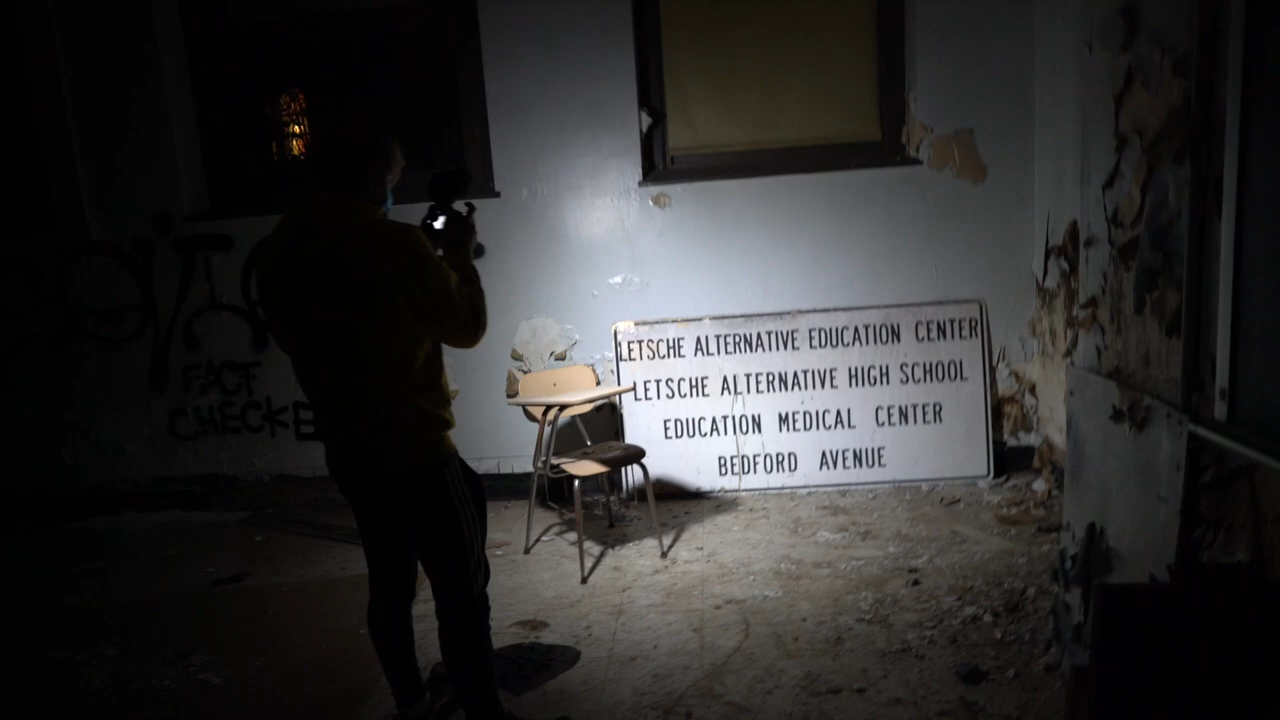 LETSCHE ALTERNATIVE EDUCATION CENTER
LETSCHE ALTERNATIVE HIGH SCHOOL
EDUCATION MEDICAL CENTER
BEDFORD AVENUE
FACT
CHECKE